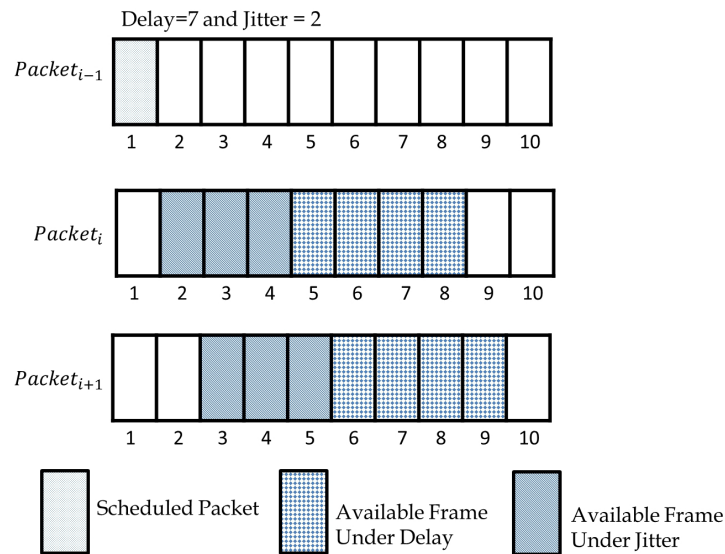 Delay=7 and Jitter = 2
Packet_{i−1}
1 2 3 4 5 6 7 8 9 10
Packet_i
1 2 3 4 5 6 7 8 9 10
Packet_{i+1}
1 2 3 4 5 6 7 8 9 10
Scheduled Packet
Available Frame
Under Delay
Available Frame
Under Jitter